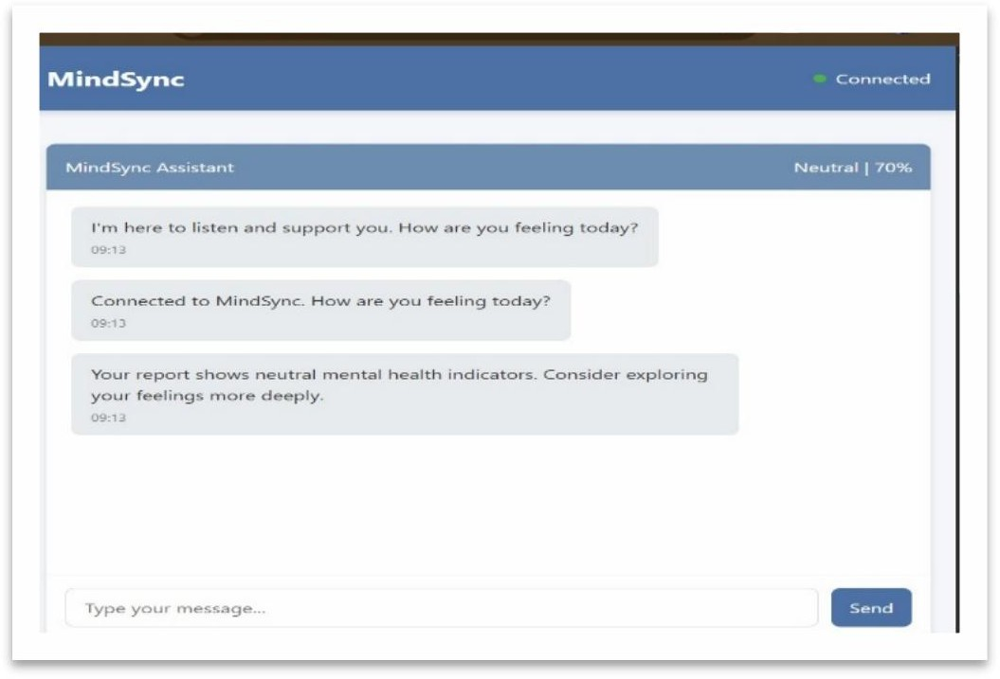 MindSync
Connected
MindSync Assistant
Neutral | 70%
I'm here to listen and support you. How are you feeling today?
09:13
Connected to MindSync. How are you feeling today?
09:13
Your report shows neutral mental health indicators. Consider exploring
your feelings more deeply.
09:13
Type your message...
Send